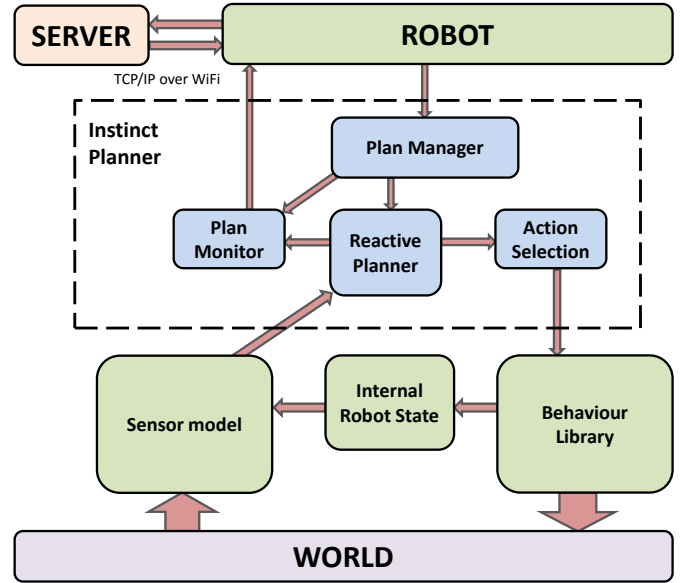 SERVER
ROBOT
TCP/IP over WiFi
Instinct
Planner
Plan Manager
Plan
Monitor
Reactive
Planner
Action
Selection
Sensor model
Internal
Robot State
Behaviour
Library
WORLD